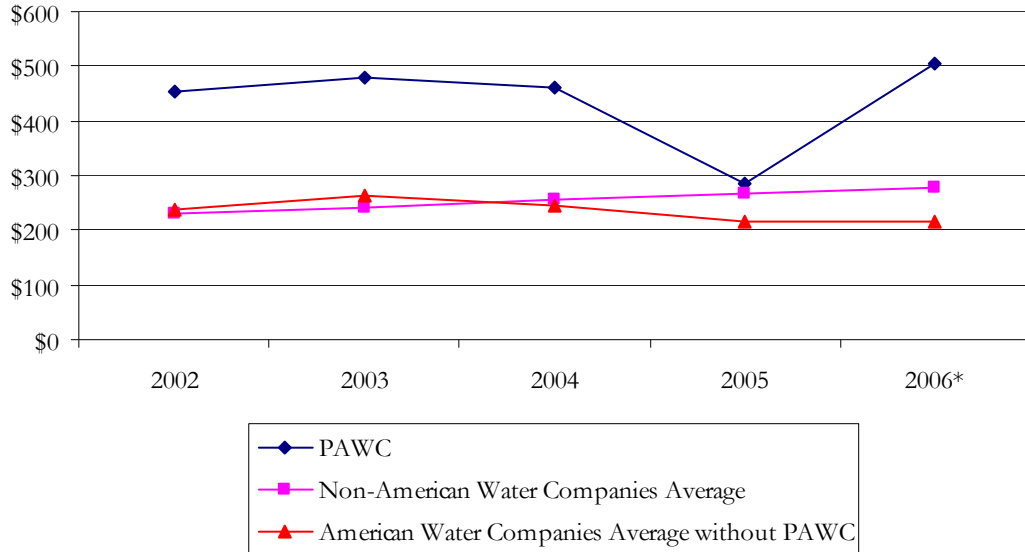 $600
$500
$400
$300
$200
$100
$0
2002 2003 2004 2005 2006*
PAWC
Non-American Water Companies Average
American Water Companies Average without PAWC